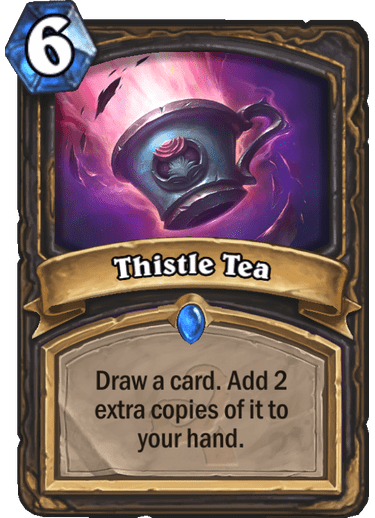 6
Thistle Tea
Draw a card. Add 2
extra copies of it to
your hand.